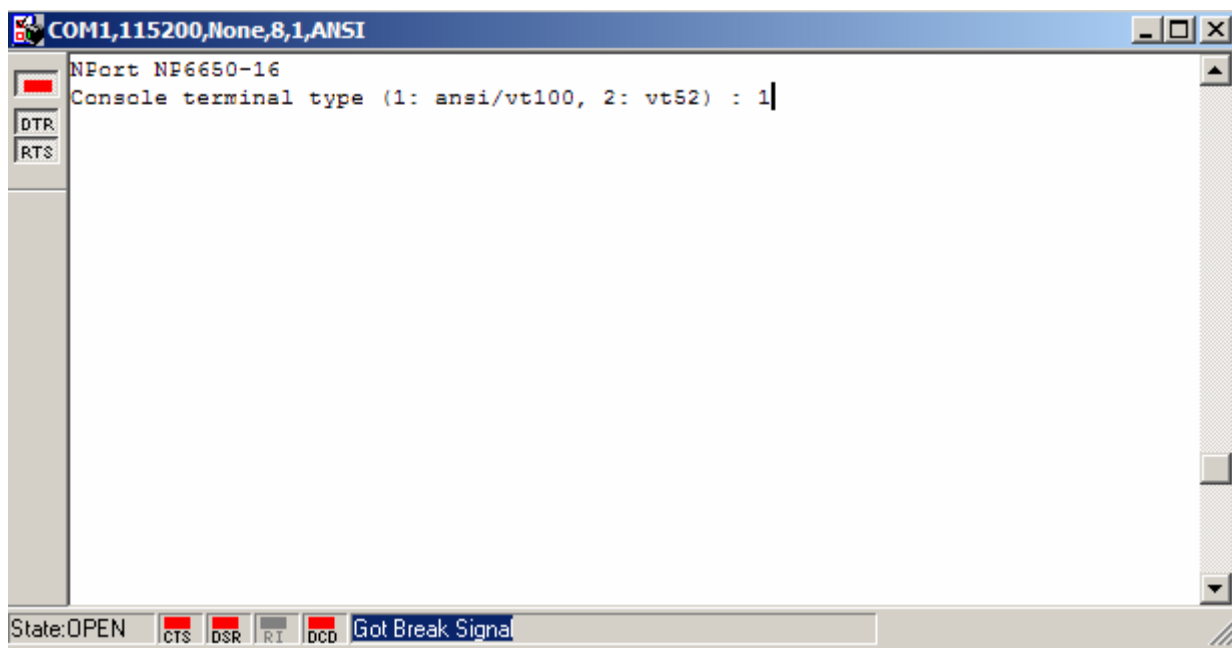 COM1,115200,None,8,1,ANSI
NPort NP6650-16
Console terminal type (1: ansi/vt100, 2: vt52) : 1
DTR
RTS
State:OPEN CTS DSR RI DCD Got Break Signal